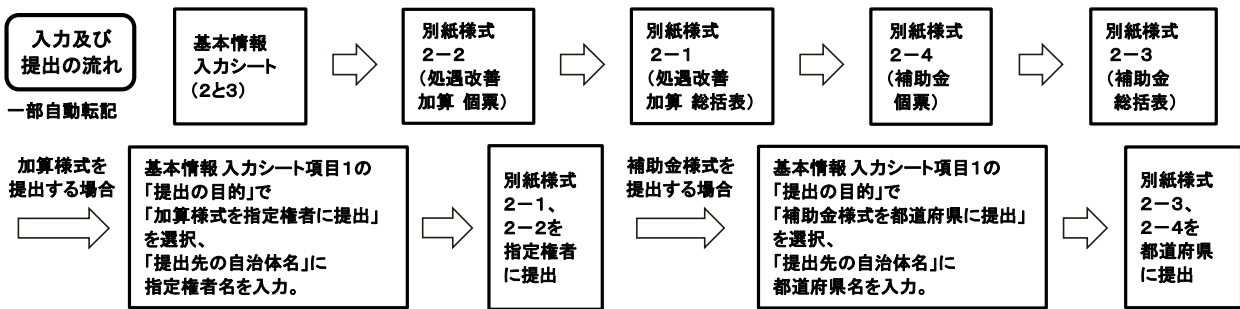 入力及び
提出の流れ
一部自動転記
基本情報
入力シート
(2と3)
別紙様式
2-2
(処遇改善
加算 個票)
別紙様式
2-1
(処遇改善
加算 総括表)
別紙様式
2-4
(補助金
個票)
別紙様式
2-3
(補助金
総括表)
加算様式を
提出する場合
基本情報入力シート項目1の
「提出の目的」で
「加算様式を指定権者に提出」
を選択、
「提出先の自治体名」に
指定権者名を入力。
別紙様式
2-1、
2-2を
指定権者
に提出
補助金様式を
提出する場合
基本情報入力シート項目1の
「提出の目的」で
「補助金様式を都道府県に提出」
を選択、
「提出先の自治体名」に
都道府県名を入力。
別紙様式
2-3、
2-4を
都道府県
に提出